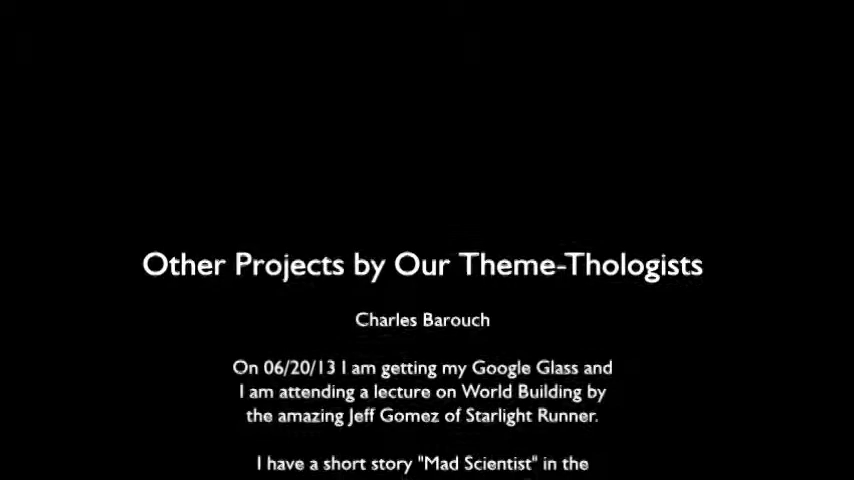 Other Projects by Our Theme-Thologists
Charles Barouch
On 06/20/13 I am getting my Google Glass and
I am attending a lecture on World Building by
the amazing Jeff Gomez of Starlight Runner.
I have a short story "Mad Scientist" in the